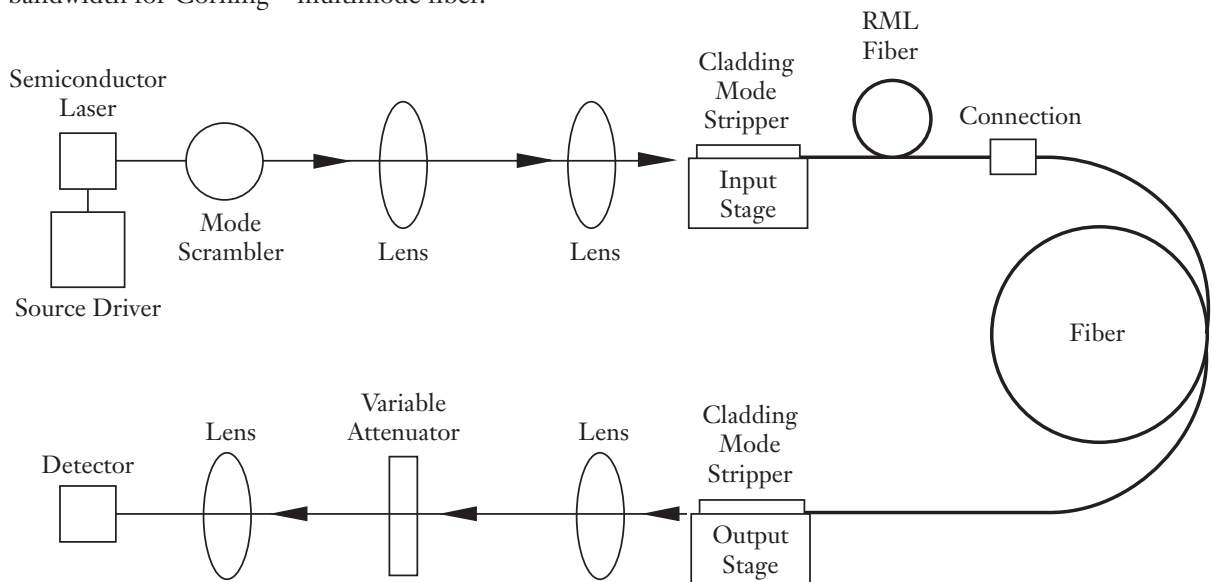 bandwidth for Corning multimode fiber.
RML
Fiber
Cladding
Mode
Stripper
Semiconductor
Laser
Connection
Input
Stage
Mode
Scrambler
Lens
Lens
Source Driver
Fiber
Variable
Attenuator
Cladding
Mode
Stripper
Lens
Lens
Detector
Output
Stage